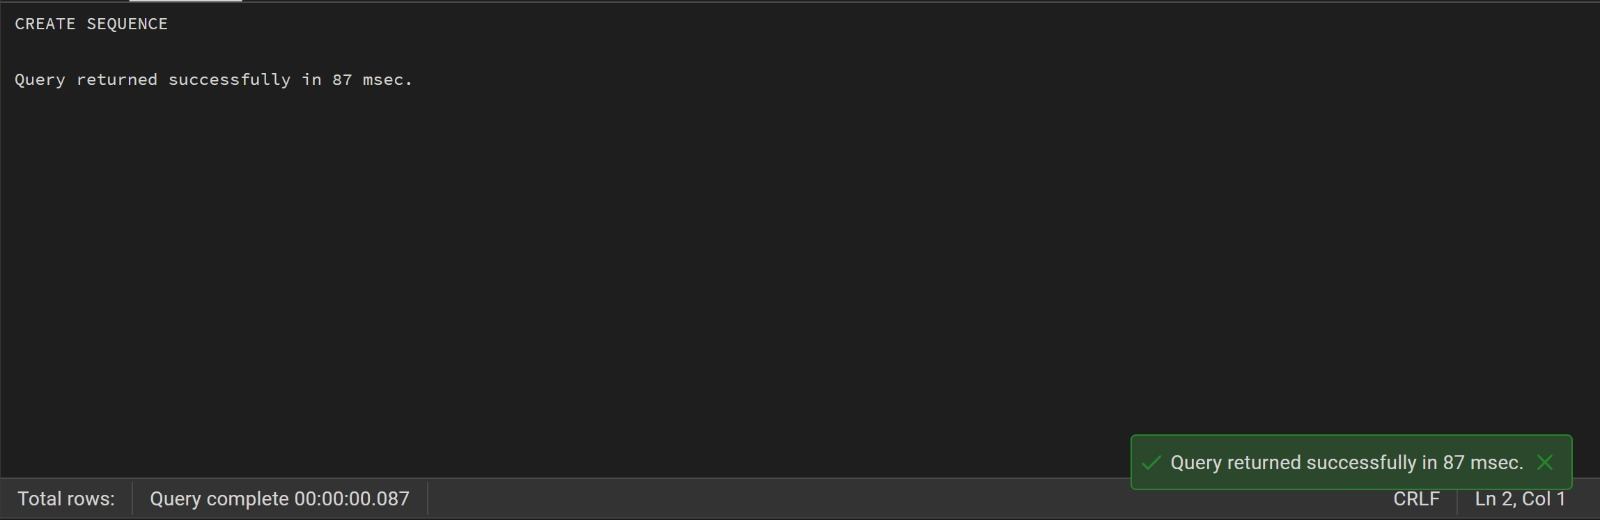 CREATE SEQUENCE
Query returned successfully in 87 msec.
Query returned successfully in 87 msec.
Total rows:
Query complete 00:00:00.087
CRLF
Ln 2, Col 1